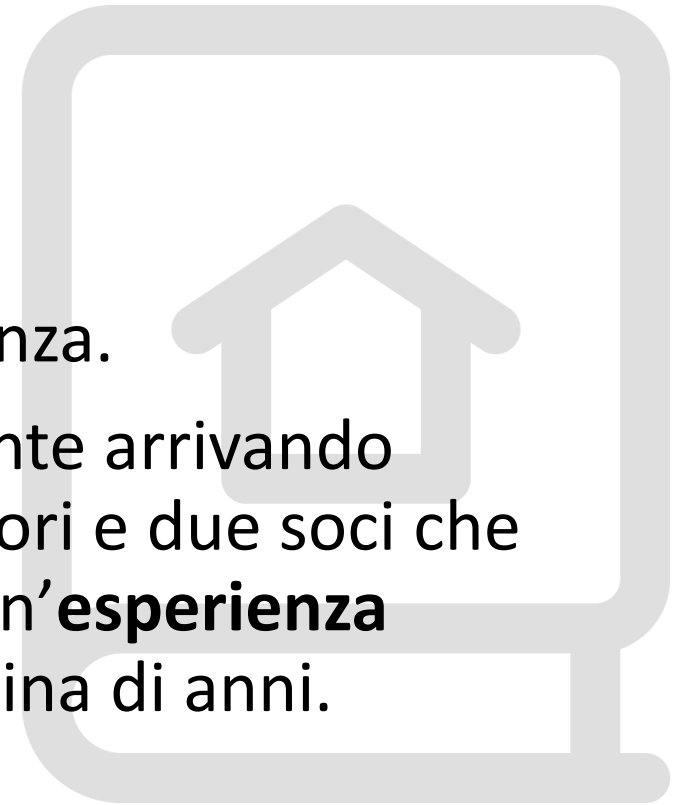 nza.
nte arrivando
ori e due soci che
n’esperienza
ina di anni.